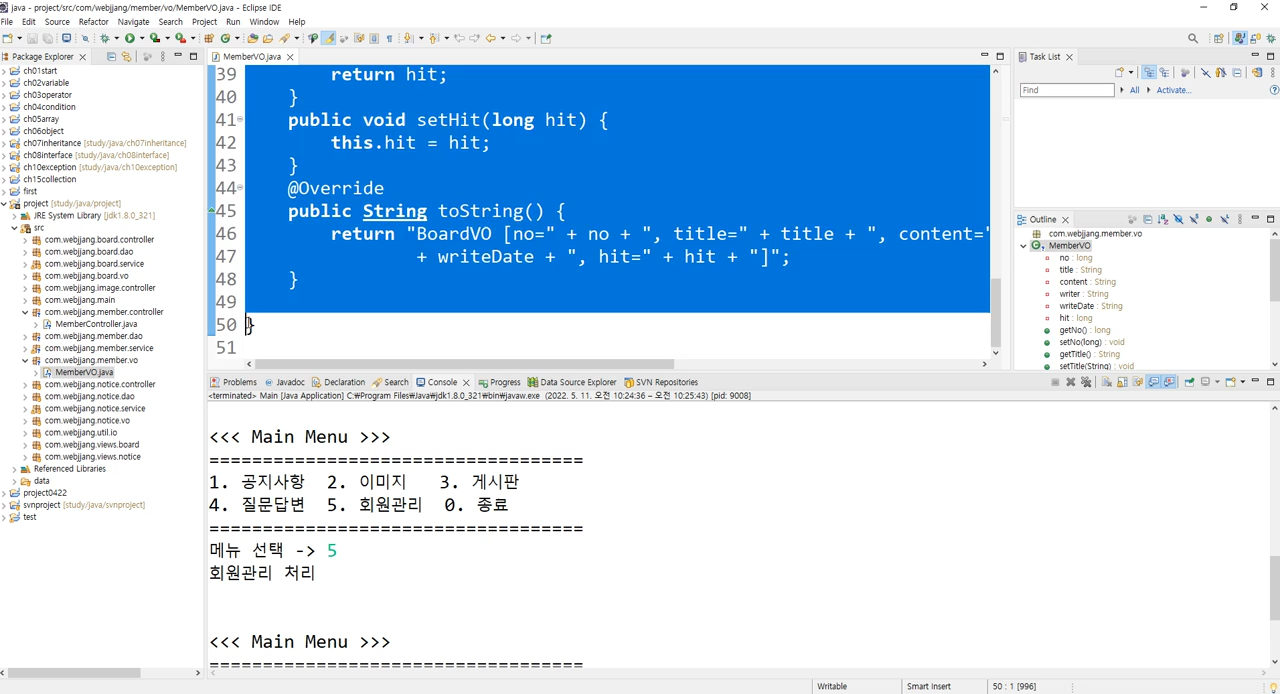 java - project/src/com/webjjang/member/vo/MemberVO.java - Eclipse IDE
File Edit Source Refactor Navigate Search Project Run Window Help
Package Explorer
ch01start
ch02variable
ch03operator
ch04condition
ch05array
ch06object
ch07inheritance [study/java/ch07inheritance]
ch08interface [study/java/ch08interface]
ch10exception [study/java/ch10exception]
ch15collection
first
project [study/java/project]
JRE System Library [jdk1.8.0_321]
src
com.webjjang.board.controller
com.webjjang.board.dao
com.webjjang.board.service
com.webjjang.board.vo
com.webjjang.image.controller
com.webjjang.main
com.webjjang.member.controller
MemberController.java
com.webjjang.member.dao
com.webjjang.member.service
com.webjjang.member.vo
MemberVO.java
com.webjjang.notice.controller
com.webjjang.notice.dao
com.webjjang.notice.service
com.webjjang.notice.vo
com.webjjang.util.io
com.webjjang.views.board
com.webjjang.views.notice
Referenced Libraries
data
project0422
svnproject [study/java/svnproject]
test
MemberVO.java
39 return hit;
40 }
41 public void setHit(long hit) {
42 this.hit = hit;
43 }
44 @Override
45 public String toString() {
46 return "BoardVO [no=" + no + ", title=" + title + ", content="
47 + writeDate + ", hit=" + hit + "]";
48 }
49
50 }
51
Task List
Find All Activate...
Outline
com.webjjang.member.vo
MemberVO
no : long
title : String
content : String
writer : String
writeDate : String
hit : long
getNo() : long
setNo(long) : void
getTitle() : String
setTitle(String) : void
Problems Javadoc Declaration Search Console Progress Data Source Explorer SVN Repositories
<terminated> Main [Java Application] C:₩Program Files₩Java₩jdk1.8.0_321₩bin₩javaw.exe (2022. 5. 11. 오전 10:24:36 – 오전 10:25:43) [pid: 9008]
<<< Main Menu >>>
===================================
1. 공지사항 2. 이미지 3. 게시판
4. 질문답변 5. 회원관리 0. 종료
===================================
메뉴 선택 -> 5
회원관리 처리
<<< Main Menu >>>
===================================
Writable Smart Insert 50 : 1 [996]